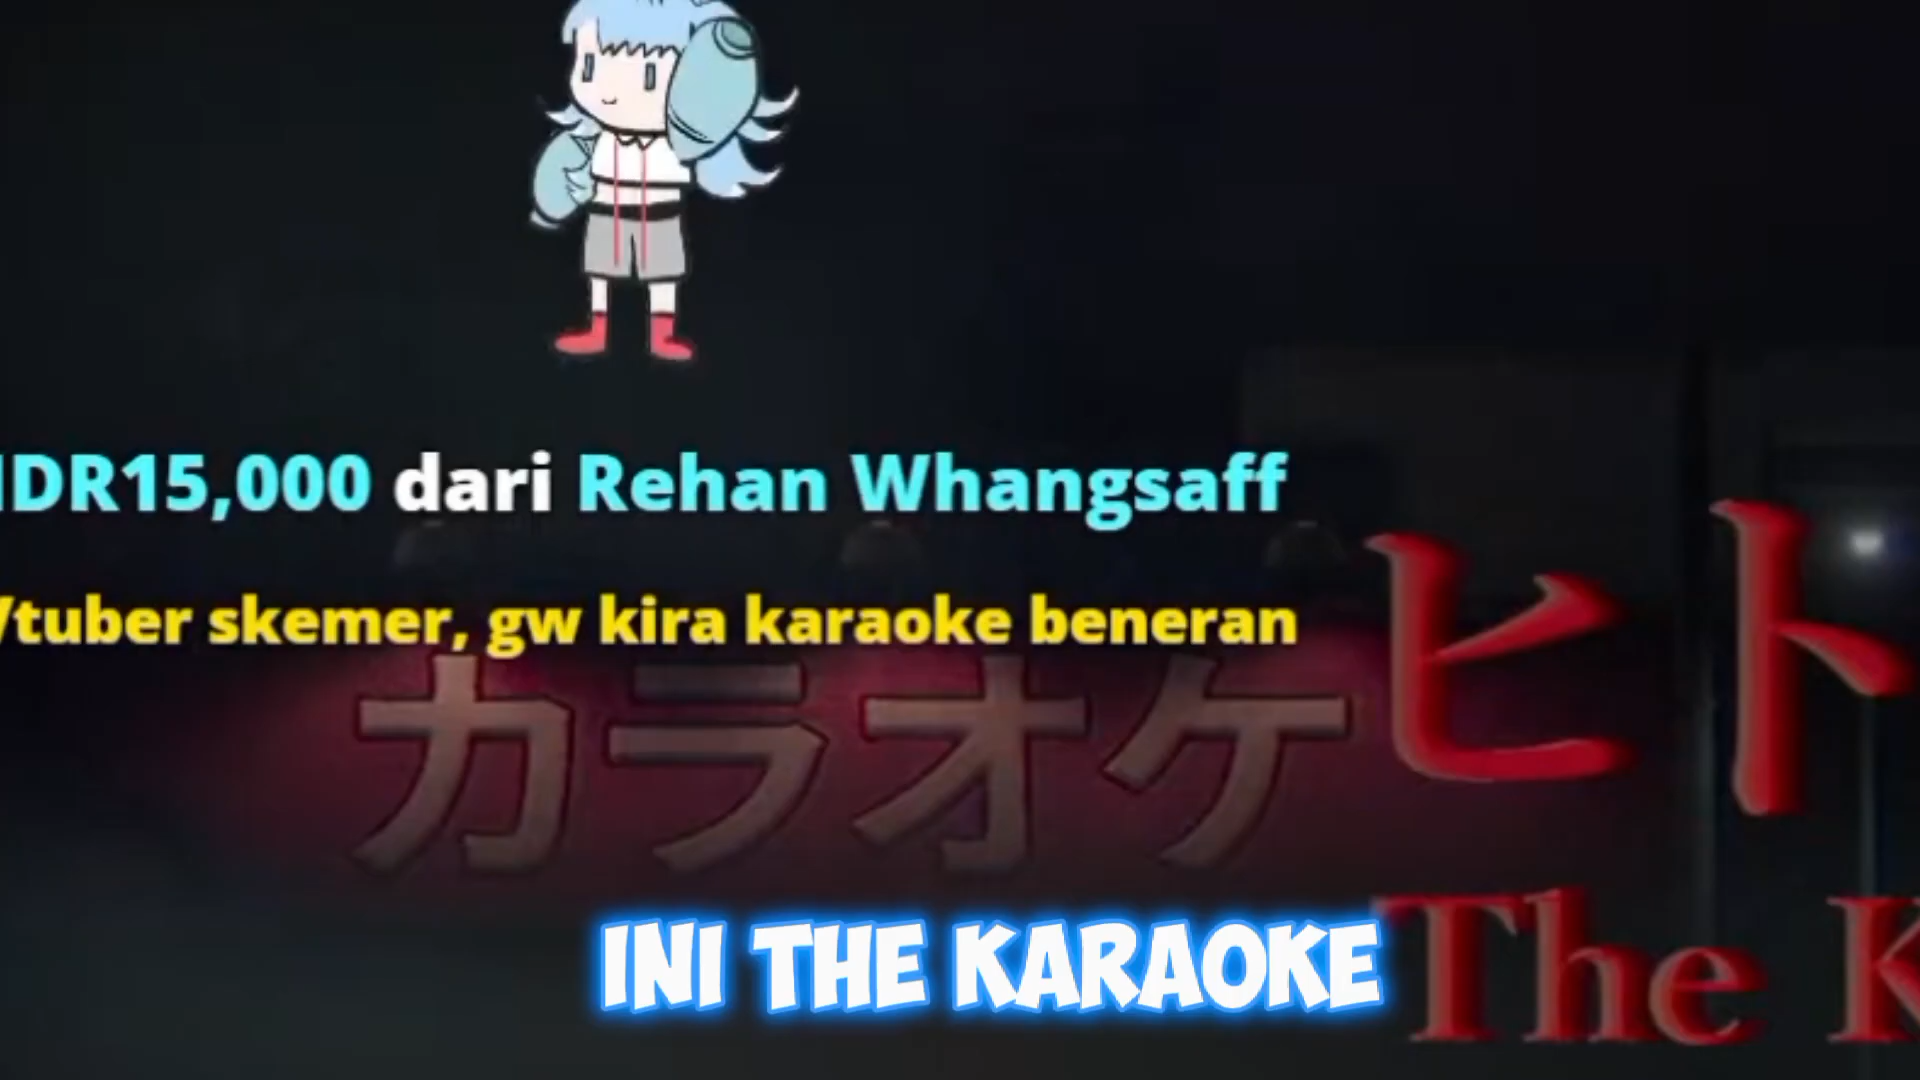 IDR15,000 dari Rehan Whangsaff
Vtuber skemer, gw kira karaoke beneran
カラオケ
ヒト
The K
INI THE KARAOKE